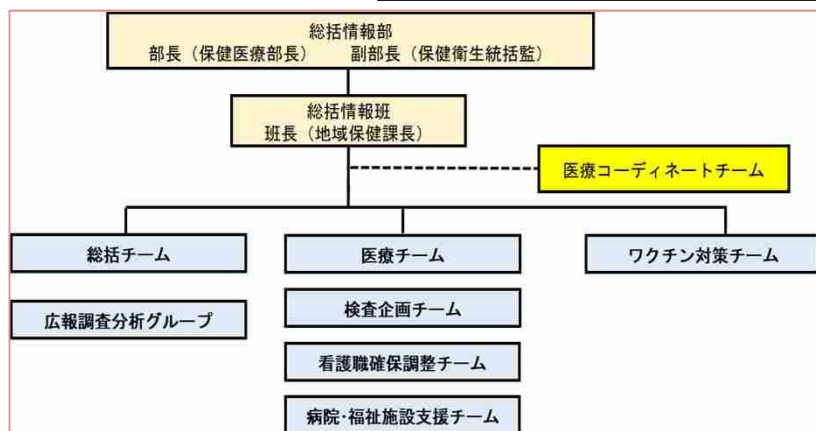 総括情報部
部長（保健医療部長）　副部長（保健衛生統括監）
総括情報班
班長（地域保健課長）
医療コーディネートチーム
総括チーム
医療チーム
ワクチン対策チーム
広報調査分析グループ
検査企画チーム
看護職確保調整チーム
病院・福祉施設支援チーム